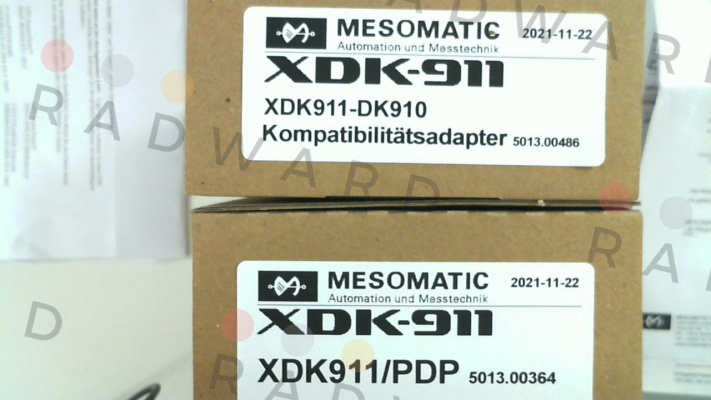 MESOMATIC 2021-11-22
Automation und Messtechnik
XDK-911
XDK911-DK910
Kompatibilitätsadapter 5013.00486
RADWARD
MESOMATIC 2021-11-22
Automation und Messtechnik
XDK-911
XDK911/PDP 5013.00364